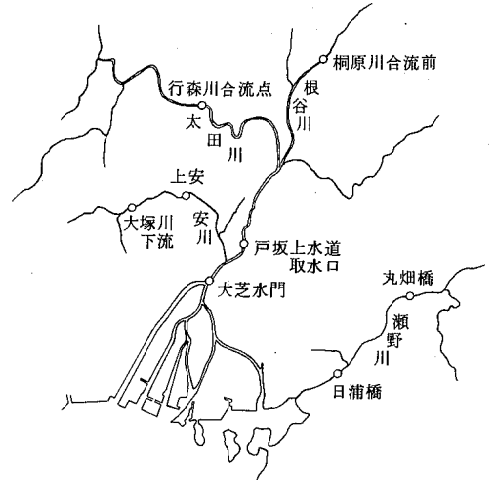 桐原川合流前
根谷川
行森川合流点
太田川
上安
安川
大塚川
下流
戸坂上水道
取水口
大芝水門
丸畑橋
瀬野川
日浦橋